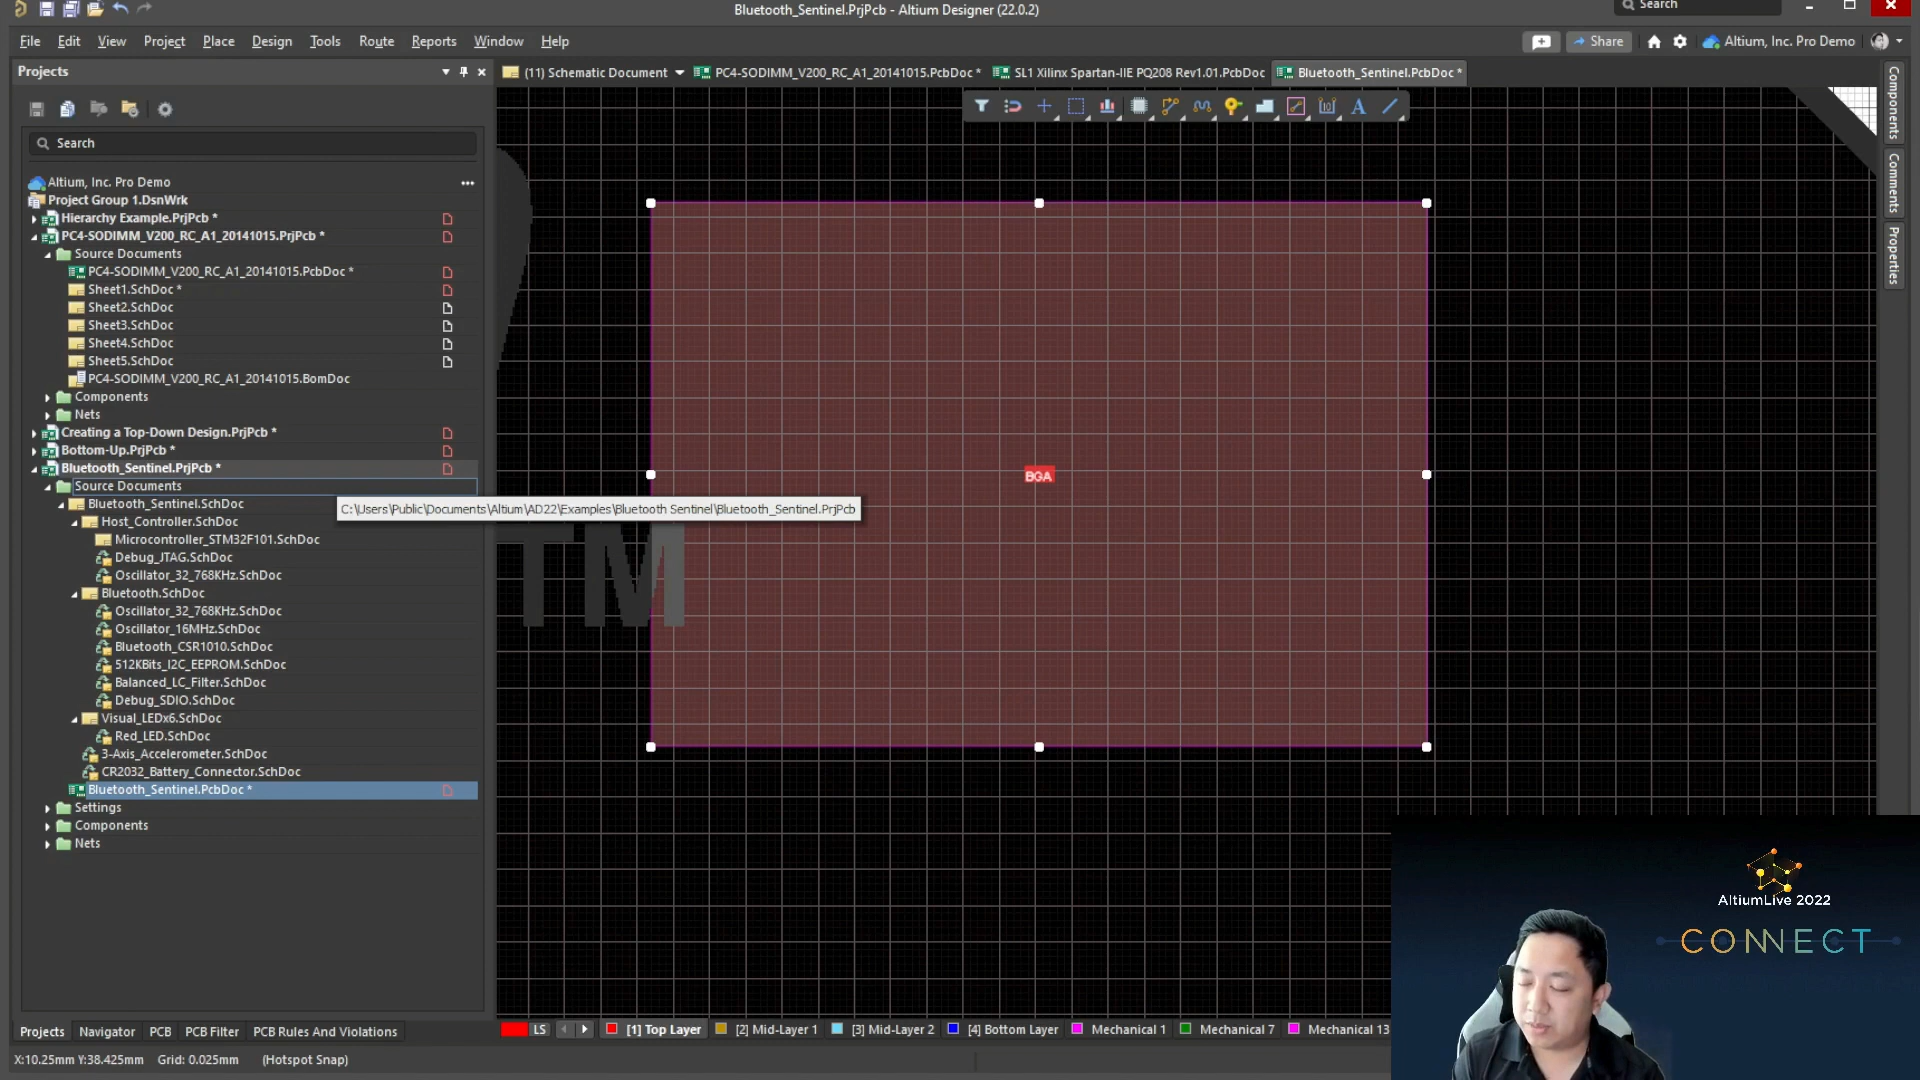 Bluetooth_Sentinel.PrjPcb - Altium Designer (22.0.2)
Search
File Edit View Project Place Design Tools Route Reports Window Help
Share
Altium, Inc. Pro Demo
Projects
(11) Schematic Document
PC4-SODIMM_V200_RC_A1_20141015.PcbDoc *
SL1 Xilinx Spartan-IIE PQ208 Rev1.01.PcbDoc
Bluetooth_Sentinel.PcbDoc *
Search
Altium, Inc. Pro Demo
Project Group 1.DsnWrk
Hierarchy Example.PrjPcb *
PC4-SODIMM_V200_RC_A1_20141015.PrjPcb *
Source Documents
PC4-SODIMM_V200_RC_A1_20141015.PcbDoc *
Sheet1.SchDoc *
Sheet2.SchDoc
Sheet3.SchDoc
Sheet4.SchDoc
Sheet5.SchDoc
PC4-SODIMM_V200_RC_A1_20141015.BomDoc
Components
Nets
Creating a Top-Down Design.PrjPcb *
Bottom-Up.PrjPcb *
Bluetooth_Sentinel.PrjPcb *
Source Documents
Bluetooth_Sentinel.SchDoc
Host_Controller.SchDoc
Microcontroller_STM32F101.SchDoc
Debug_JTAG.SchDoc
Oscillator_32_768KHz.SchDoc
Bluetooth.SchDoc
Oscillator_32_768KHz.SchDoc
Oscillator_16MHz.SchDoc
Bluetooth_CSR1010.SchDoc
512KBits_I2C_EEPROM.SchDoc
Balanced_LC_Filter.SchDoc
Debug_SDIO.SchDoc
Visual_LEDx6.SchDoc
Red_LED.SchDoc
3-Axis_Accelerometer.SchDoc
CR2032_Battery_Connector.SchDoc
Bluetooth_Sentinel.PcbDoc *
Settings
Components
Nets
C:\Users\Public\Documents\Altium\AD22\Examples\Bluetooth Sentinel\Bluetooth_Sentinel.PrjPcb
BGA
TM
Components
Comments
Properties
AltiumLive 2022
CONNECT
Projects Navigator PCB PCB Filter PCB Rules And Violations
LS
[1] Top Layer
[2] Mid-Layer 1
[3] Mid-Layer 2
[4] Bottom Layer
Mechanical 1
Mechanical 7
Mechanical 13
X:10.25mm Y:38.425mm Grid: 0.025mm (Hotspot Snap)